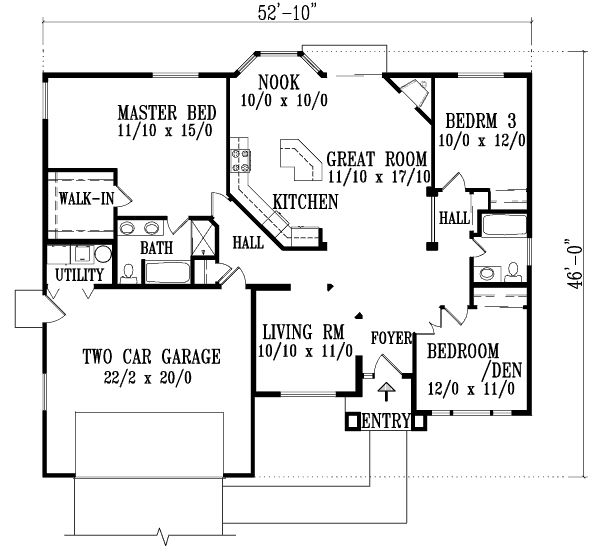 52'-10"
NOOK
10/0 x 10/0
MASTER BED
11/10 x 15/0
BEDRM 3
10/0 x 12/0
GREAT ROOM
11/10 x 17/10
WALK-IN
KITCHEN
HALL
HALL
BATH
46'-0"
UTILITY
LIVING RM
10/10 x 11/0
FOYER
TWO CAR GARAGE
22/2 x 20/0
BEDROOM
/DEN
12/0 x 11/0
ENTRY